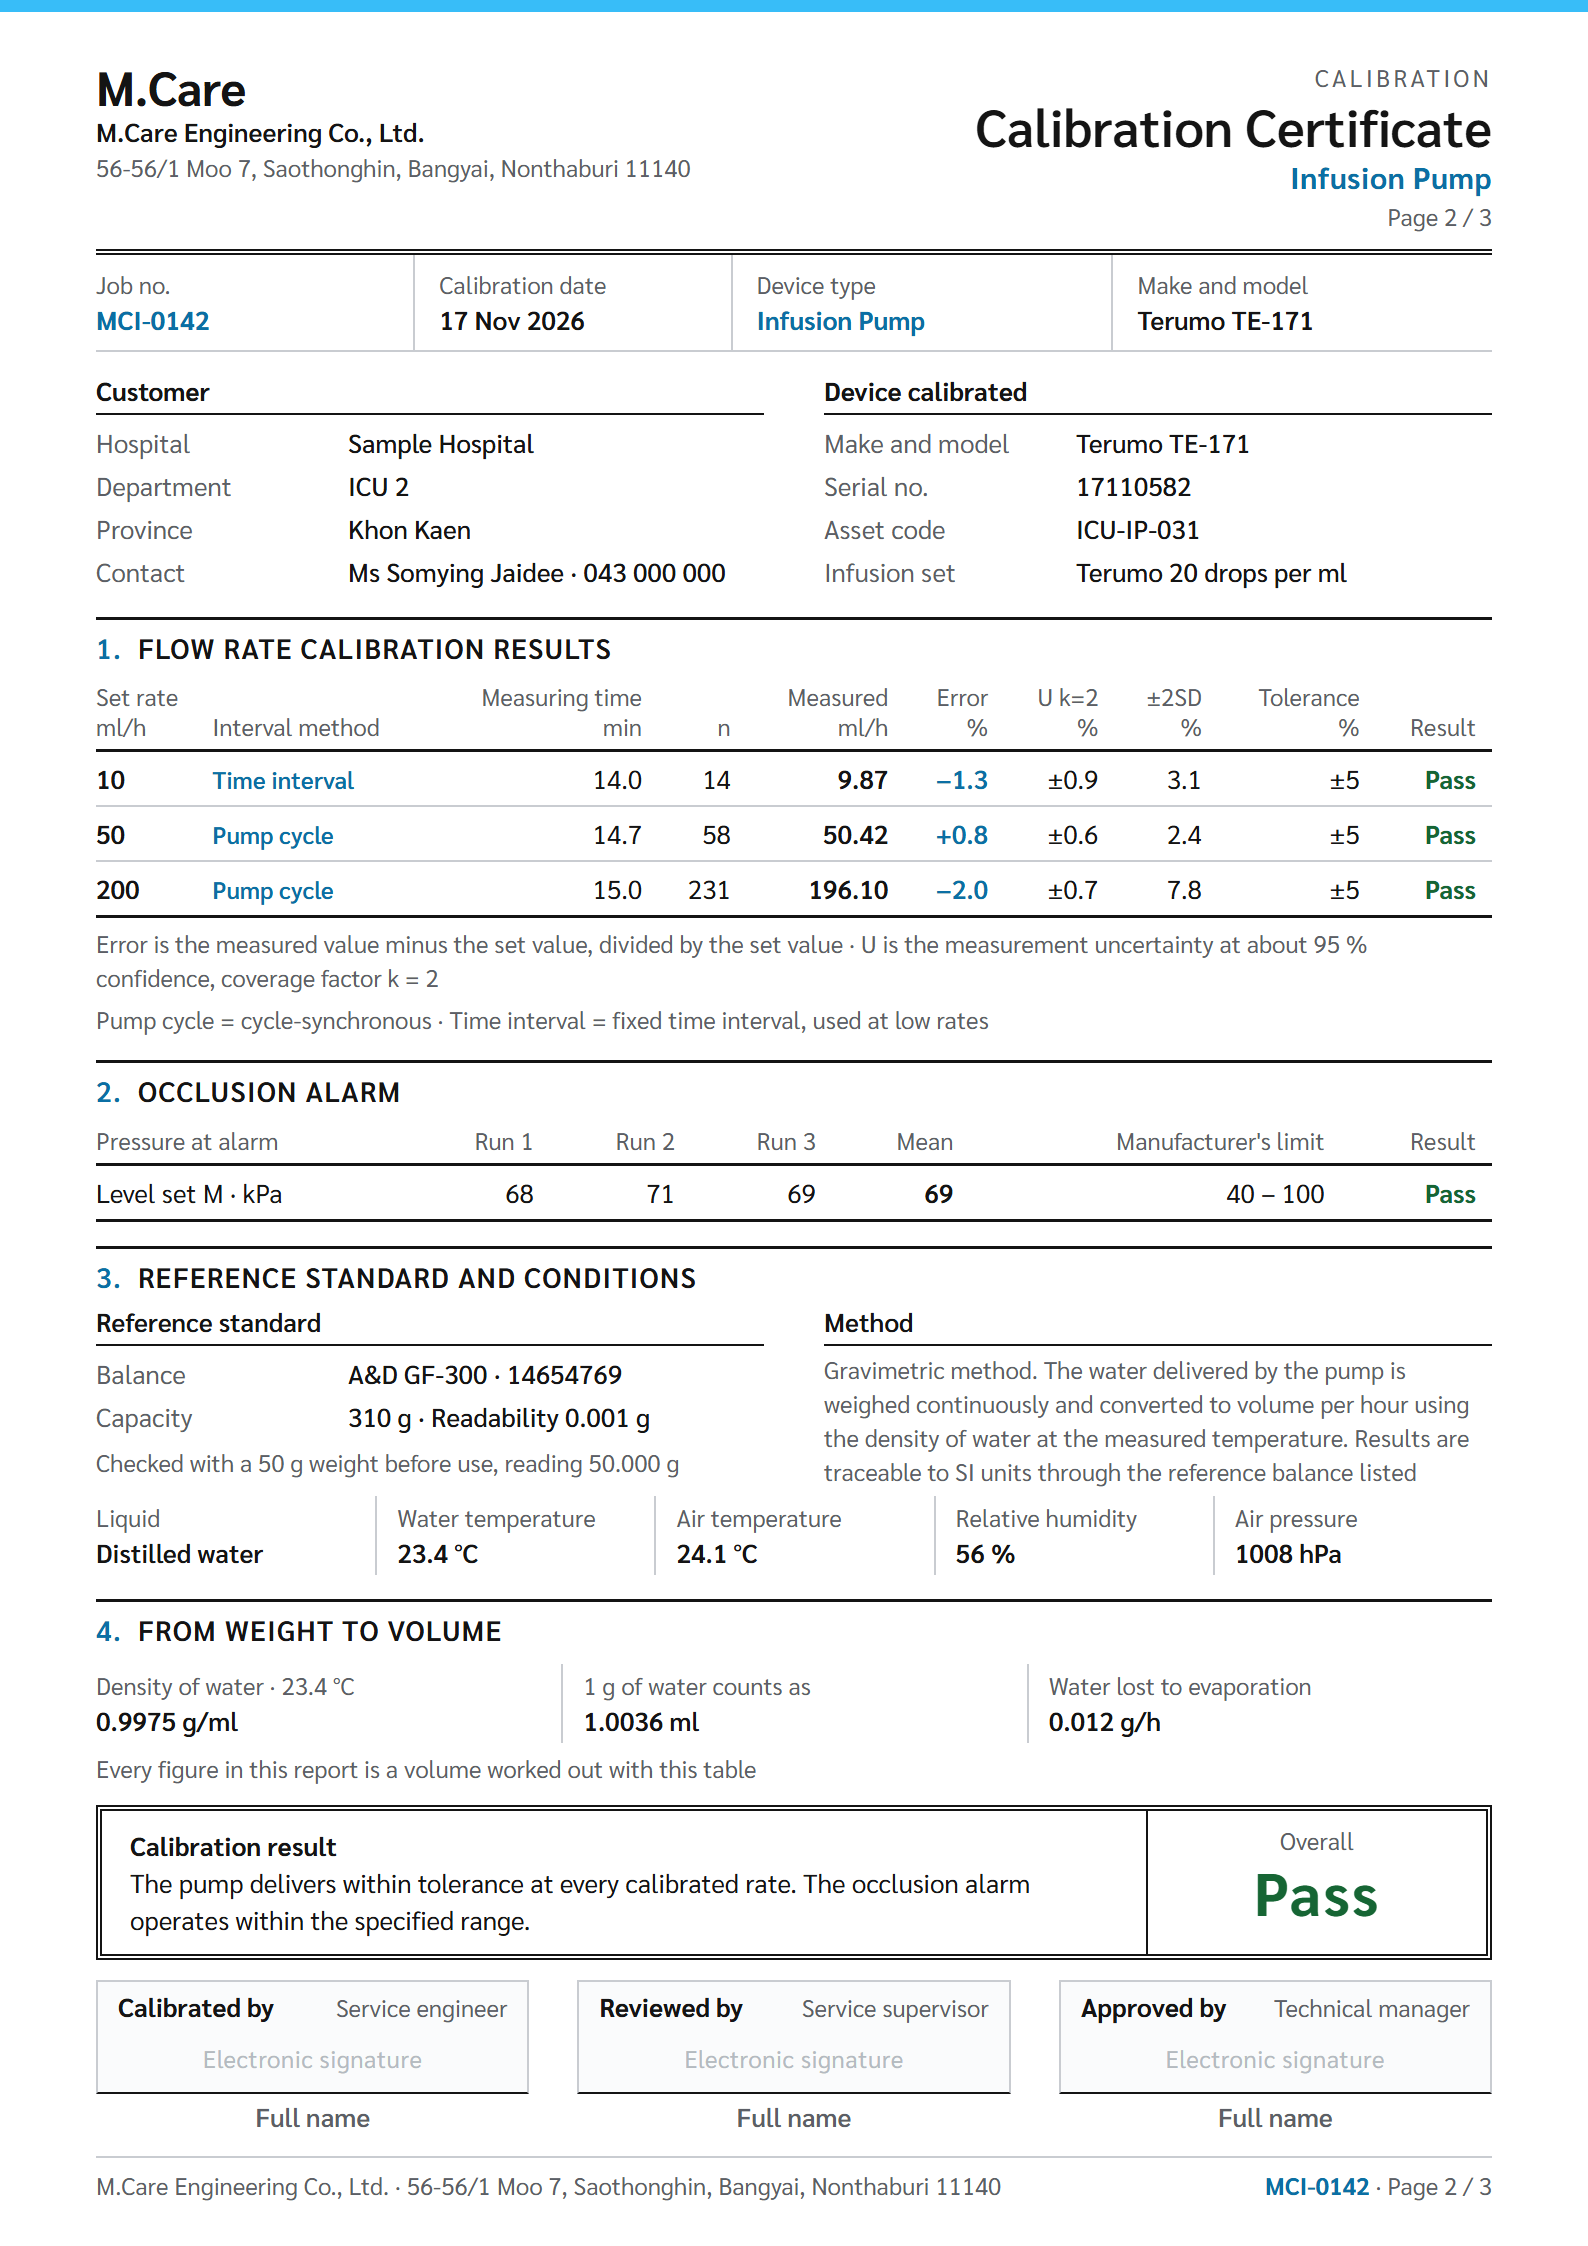 M.Care
M.Care Engineering Co., Ltd.
56-56/1 Moo 7, Saothonghin, Bangyai, Nonthaburi 11140
CALIBRATION
Calibration Certificate
Infusion Pump
Page 2 / 3
Job no.
MCI-0142
Calibration date
17 Nov 2026
Device type
Infusion Pump
Make and model
Terumo TE-171
Customer
Hospital Sample Hospital
Department ICU 2
Province Khon Kaen
Contact Ms Somying Jaidee · 043 000 000
Device calibrated
Make and model Terumo TE-171
Serial no. 17110582
Asset code ICU-IP-031
Infusion set Terumo 20 drops per ml
1. FLOW RATE CALIBRATION RESULTS
Set rate Measuring time Measured Error U k=2 ±2SD Tolerance
ml/h Interval method min n ml/h % % % % Result
10 Time interval 14.0 14 9.87 −1.3 ±0.9 3.1 ±5 Pass
50 Pump cycle 14.7 58 50.42 +0.8 ±0.6 2.4 ±5 Pass
200 Pump cycle 15.0 231 196.10 −2.0 ±0.7 7.8 ±5 Pass
Error is the measured value minus the set value, divided by the set value · U is the measurement uncertainty at about 95 %
confidence, coverage factor k = 2
Pump cycle = cycle-synchronous · Time interval = fixed time interval, used at low rates
2. OCCLUSION ALARM
Pressure at alarm Run 1 Run 2 Run 3 Mean Manufacturer's limit Result
Level set M · kPa 68 71 69 69 40 – 100 Pass
3. REFERENCE STANDARD AND CONDITIONS
Reference standard
Balance A&D GF-300 · 14654769
Capacity 310 g · Readability 0.001 g
Checked with a 50 g weight before use, reading 50.000 g
Method
Gravimetric method. The water delivered by the pump is
weighed continuously and converted to volume per hour using
the density of water at the measured temperature. Results are
traceable to SI units through the reference balance listed
Liquid
Distilled water
Water temperature
23.4 °C
Air temperature
24.1 °C
Relative humidity
56 %
Air pressure
1008 hPa
4. FROM WEIGHT TO VOLUME
Density of water · 23.4 °C
0.9975 g/ml
1 g of water counts as
1.0036 ml
Water lost to evaporation
0.012 g/h
Every figure in this report is a volume worked out with this table
Calibration result
The pump delivers within tolerance at every calibrated rate. The occlusion alarm
operates within the specified range.
Overall
Pass
Calibrated by Service engineer
Electronic signature
Full name
Reviewed by Service supervisor
Electronic signature
Full name
Approved by Technical manager
Electronic signature
Full name
M.Care Engineering Co., Ltd. · 56-56/1 Moo 7, Saothonghin, Bangyai, Nonthaburi 11140
MCI-0142 · Page 2 / 3